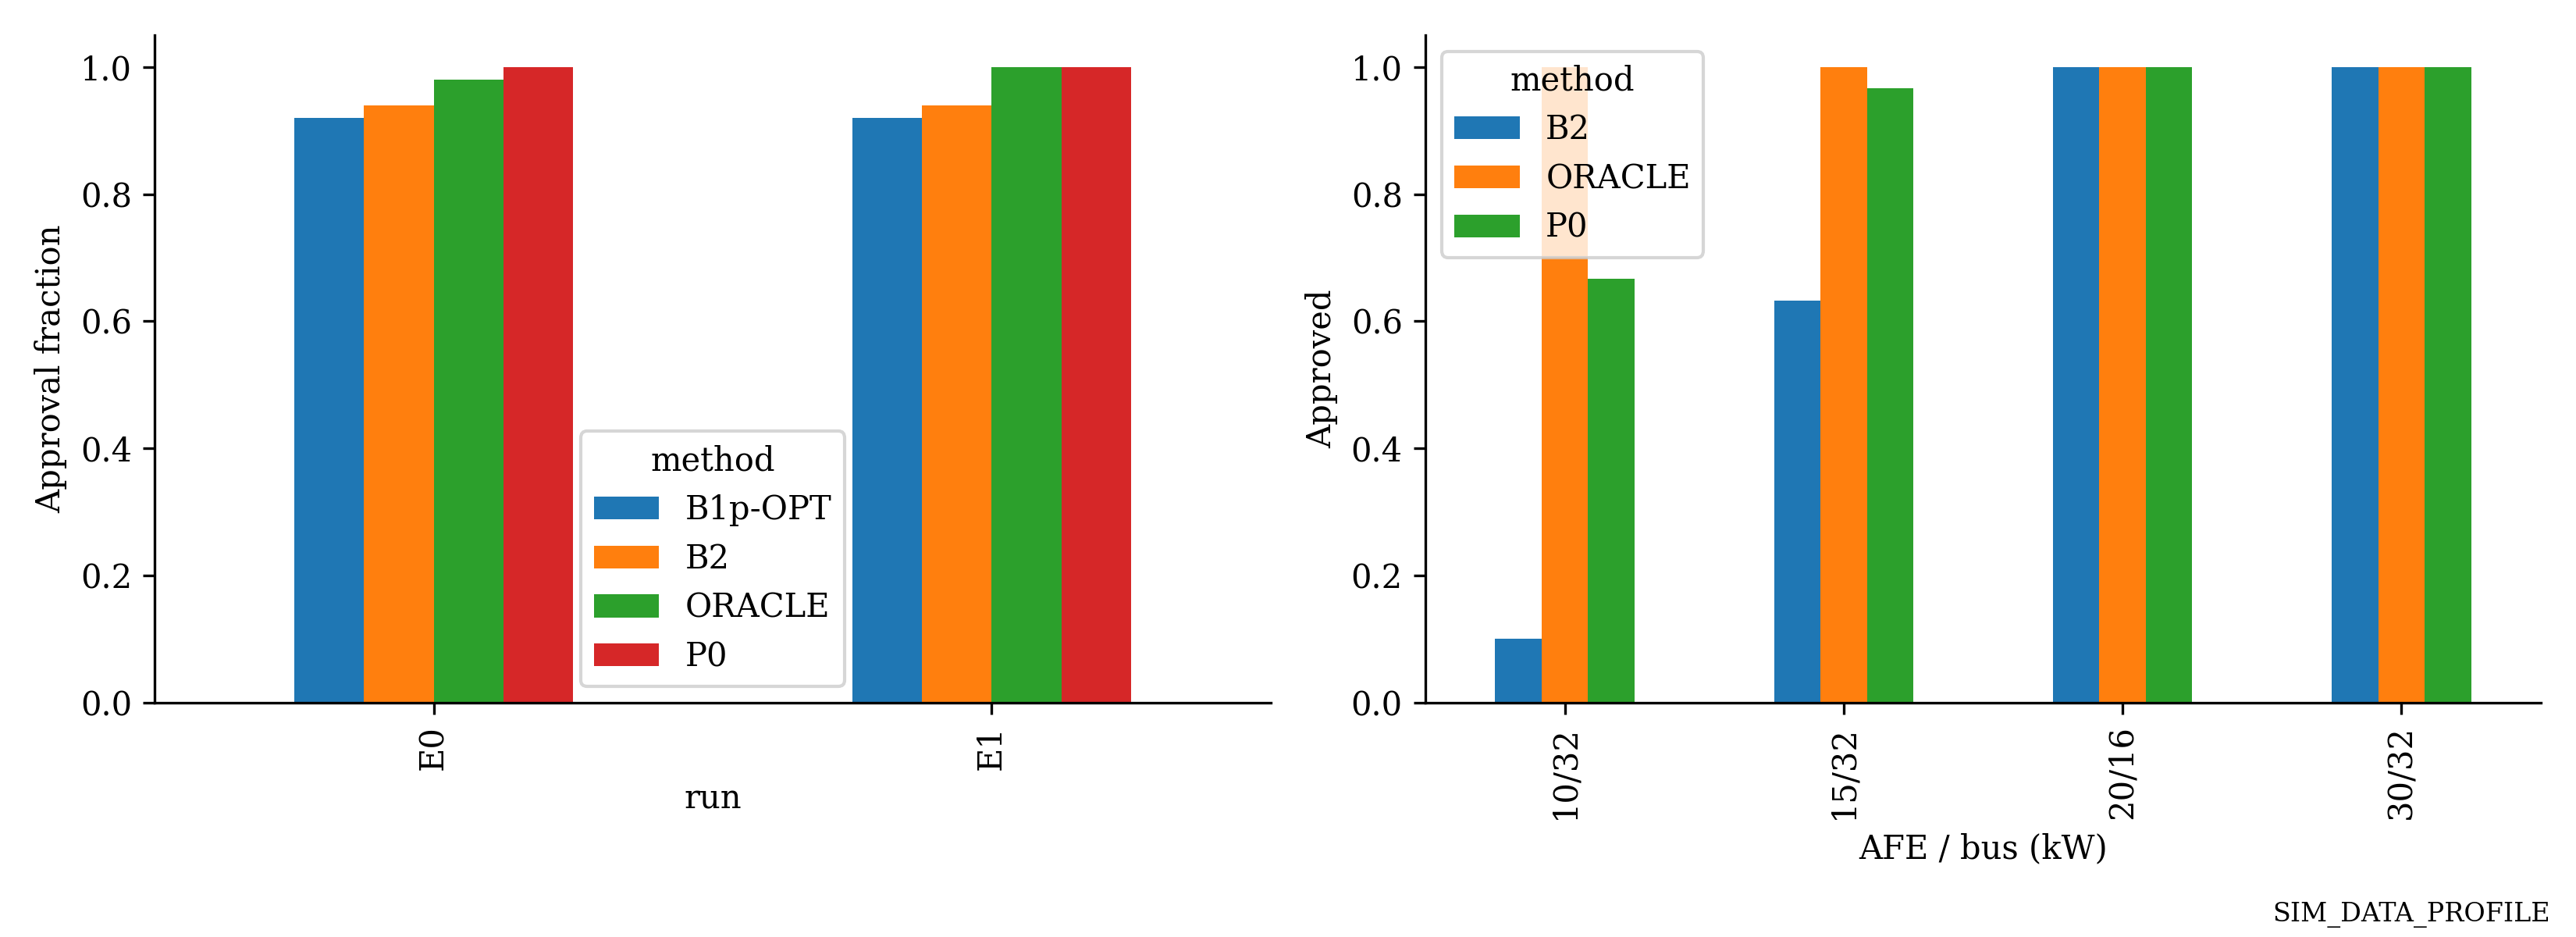 Approval fraction
1.0
0.8
0.6
0.4
0.2
0.0
method
B1p-OPT
B2
ORACLE
P0
E0
E1
run
Approved
1.0
0.8
0.6
0.4
0.2
0.0
method
B2
ORACLE
P0
10/32
15/32
20/16
30/32
AFE / bus (kW)
SIM_DATA_PROFILE